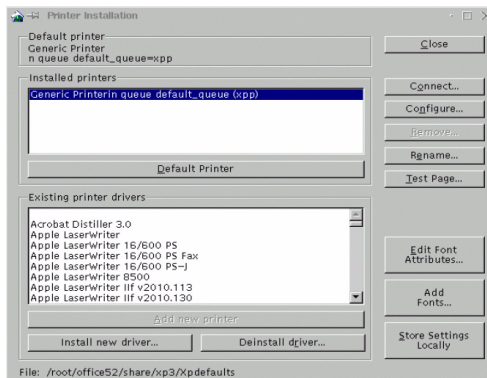 Printer Installation
Default printer
Generic Printer
n queue default_queue=xpp
Close
Installed printers
Generic Printerin queue default_queue (xpp)
Connect...
Configure...
Remove...
Rename...
Default Printer
Test Page...
Existing printer drivers
Acrobat Distiller 3.0
Apple LaserWriter
Apple LaserWriter 16/600 PS
Apple LaserWriter 16/600 PS Fax
Apple LaserWriter 16/600 PS-J
Apple LaserWriter 8500
Apple LaserWriter IIf v2010.113
Apple LaserWriter IIf v2010.130
Edit Font
Attributes...
Add
Fonts...
Add new printer
Install new driver...
Deinstall driver...
Store Settings
Locally
File: /root/office52/share/xp3/Xpdefaults